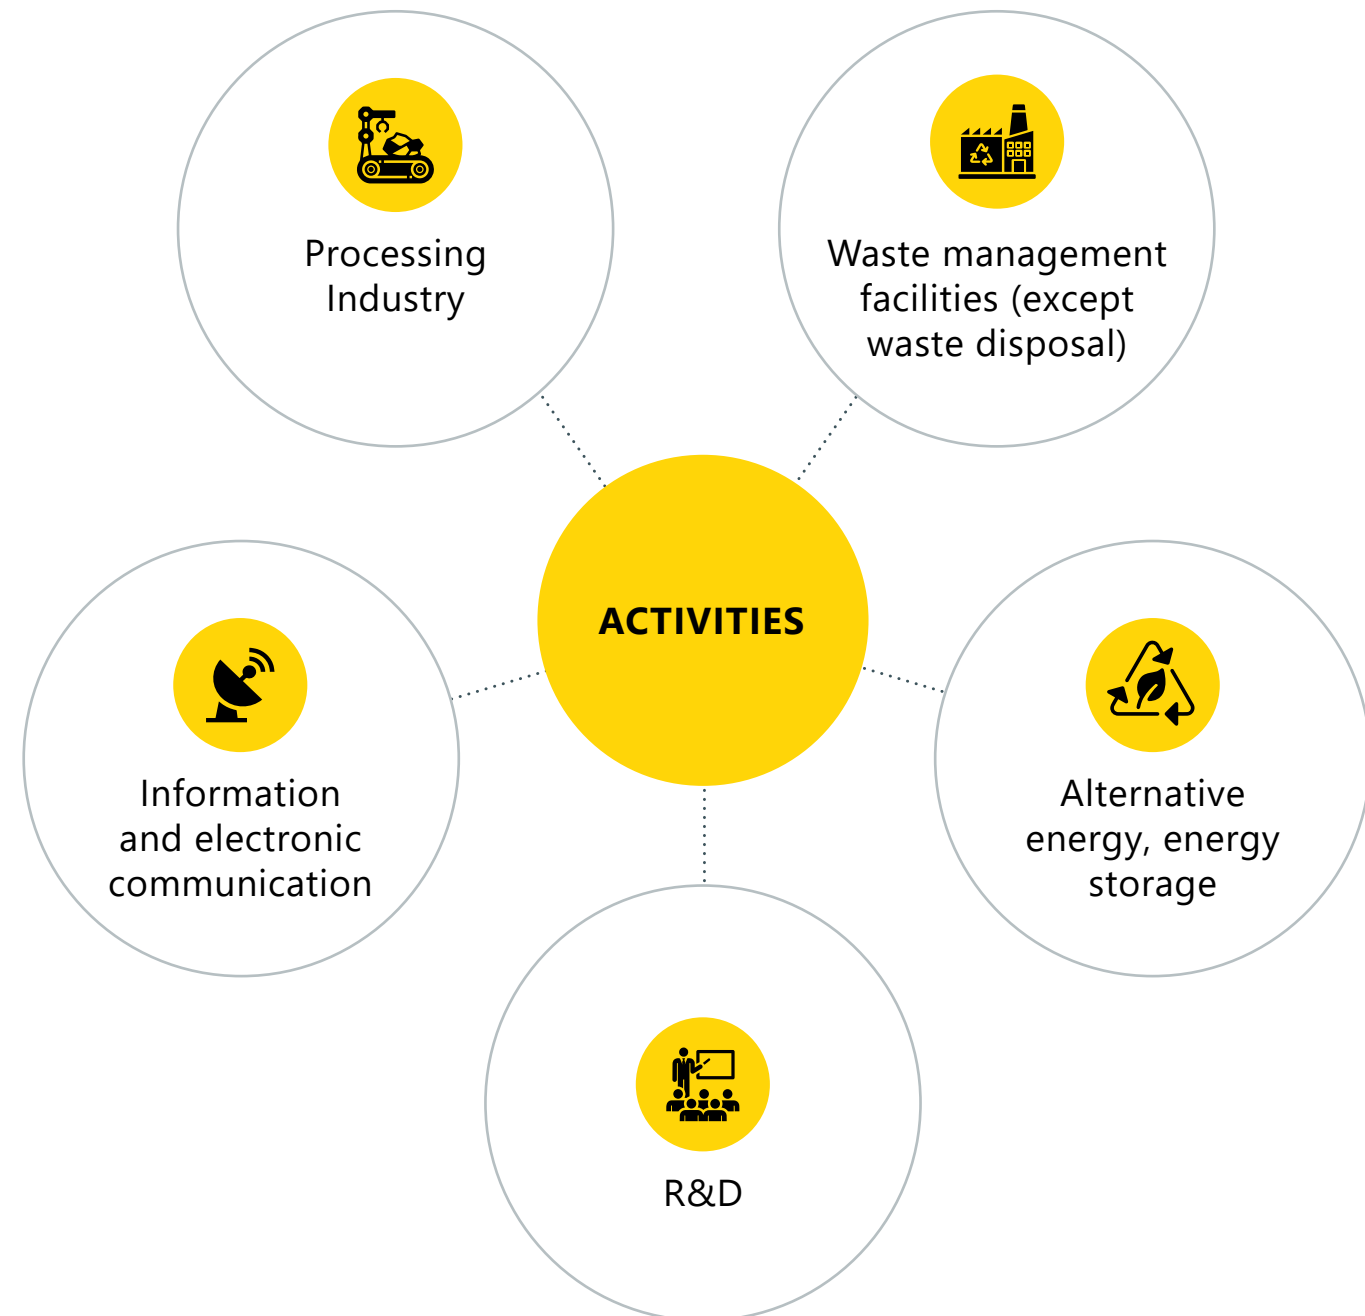 Processing
Industry
Waste management
facilities (except
waste disposal)
ACTIVITIES
Information
and electronic
communication
Alternative
energy, energy
storage
R&D